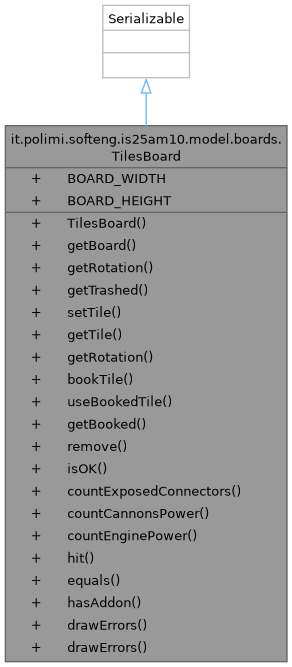 Serializable
it.polimi.softeng.is25am10.model.boards.
TilesBoard
+ BOARD_WIDTH
+ BOARD_HEIGHT
+ TilesBoard()
+ getBoard()
+ getRotation()
+ getTrashed()
+ setTile()
+ getTile()
+ getRotation()
+ bookTile()
+ useBookedTile()
+ getBooked()
+ remove()
+ isOK()
+ countExposedConnectors()
+ countCannonsPower()
+ countEnginePower()
+ hit()
+ equals()
+ hasAddon()
+ drawErrors()
+ drawErrors()